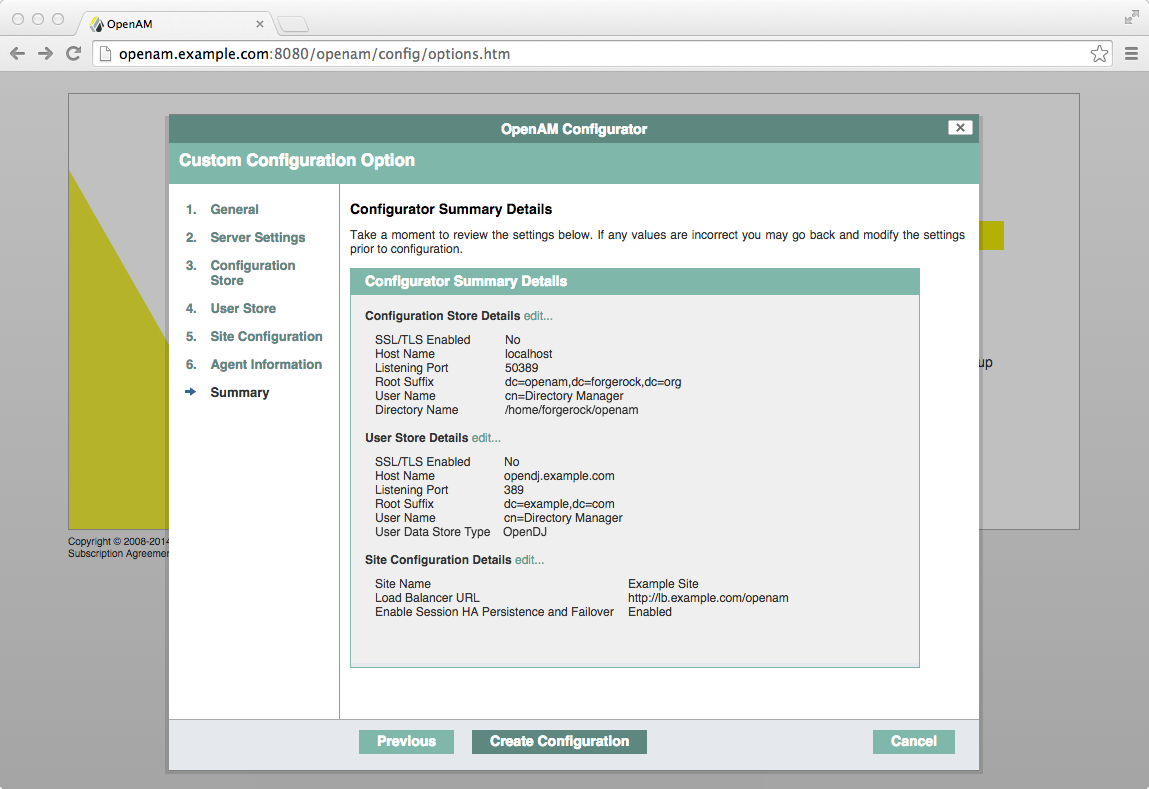 OpenAM
openam.example.com:8080/openam/config/options.htm
OpenAM Configurator
Custom Configuration Option
1. General
2. Server Settings
3. Configuration
Store
4. User Store
5. Site Configuration
6. Agent Information
Summary
Configurator Summary Details
Take a moment to review the settings below. If any values are incorrect you may go back and modify the settings
prior to configuration.
Configurator Summary Details
Configuration Store Details edit...
SSL/TLS Enabled No
Host Name localhost
Listening Port 50389
Root Suffix dc=openam,dc=forgerock,dc=org
User Name cn=Directory Manager
Directory Name /home/forgerock/openam
User Store Details edit...
SSL/TLS Enabled No
Host Name opendj.example.com
Listening Port 389
Root Suffix dc=example,dc=com
User Name cn=Directory Manager
User Data Store Type OpenDJ
Site Configuration Details edit...
Site Name Example Site
Load Balancer URL http://lb.example.com/openam
Enable Session HA Persistence and Failover Enabled
Previous
Create Configuration
Cancel
up
Copyright © 2008-2014
Subscription Agreemen